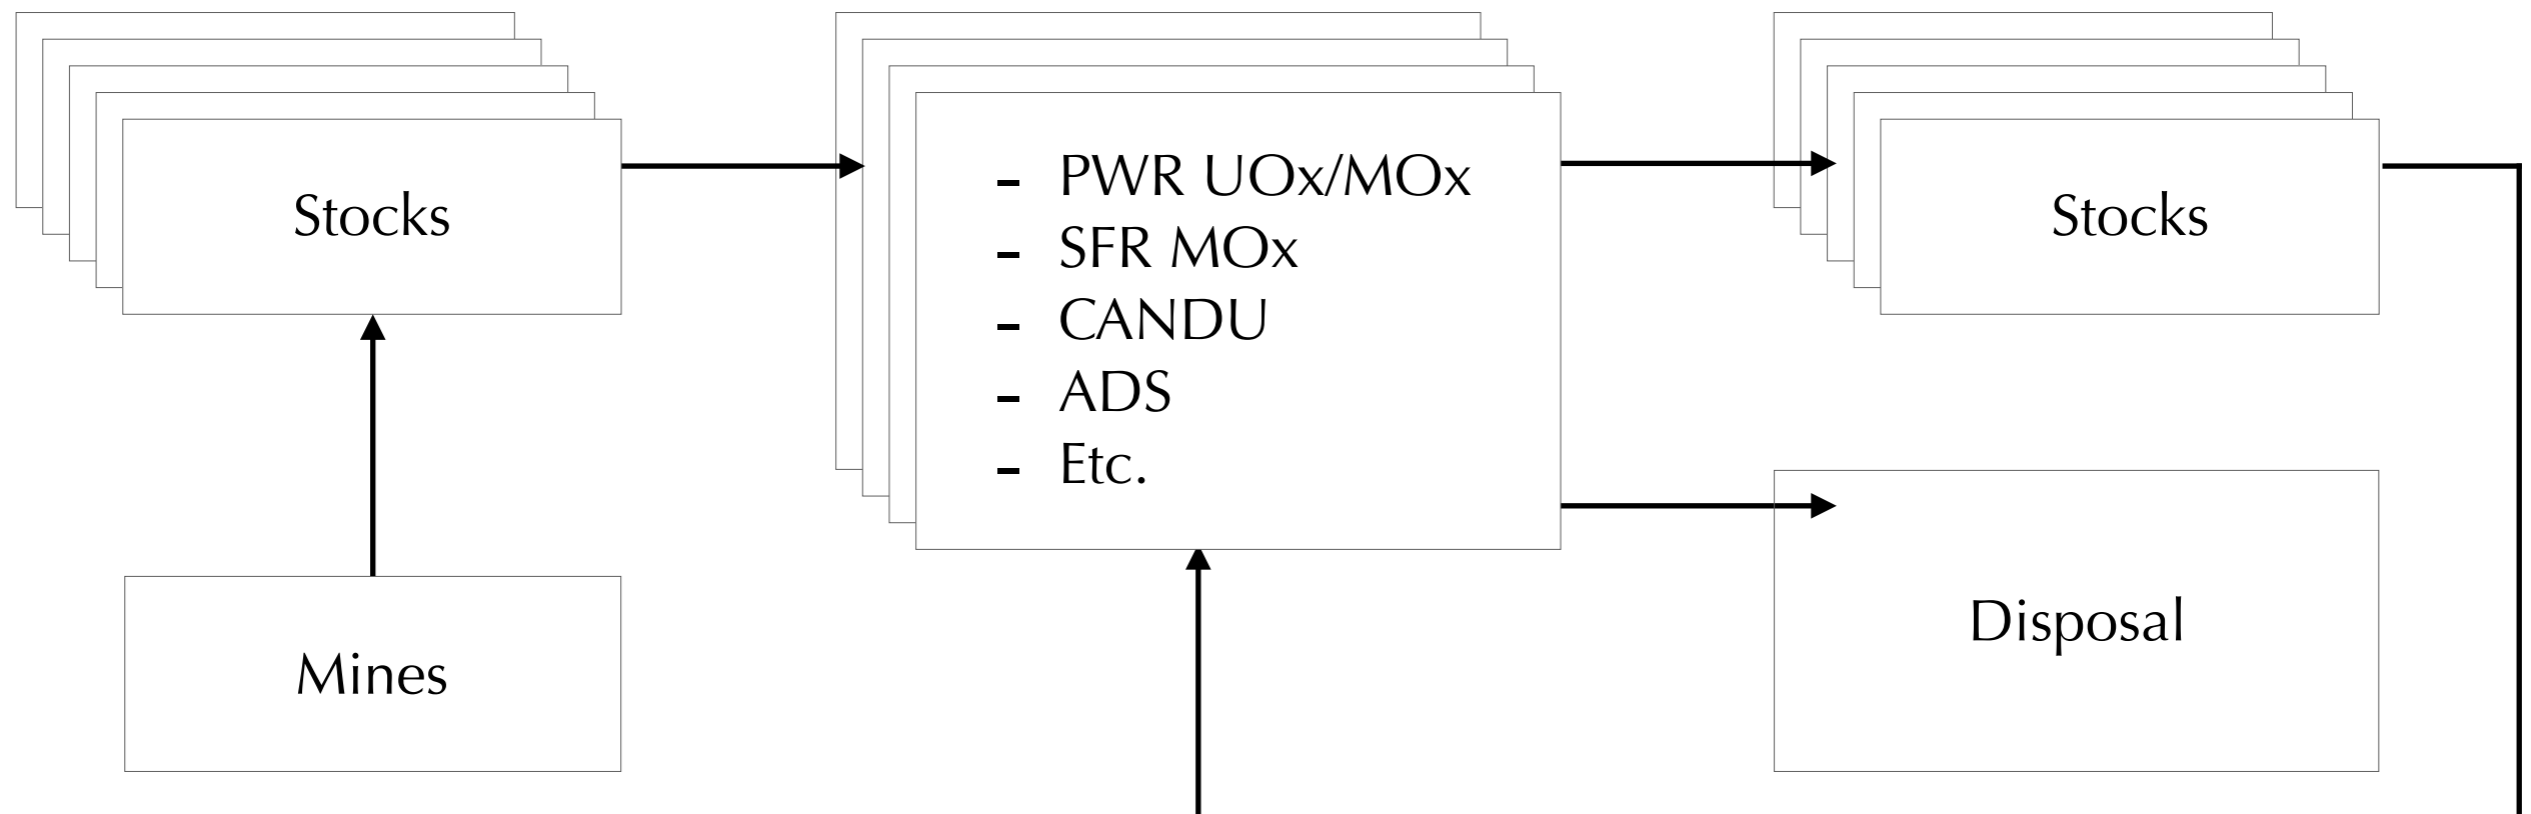 Stocks
Mines
- PWR UOx/MOx
- SFR MOx
- CANDU
- ADS
- Etc.
Stocks
Disposal